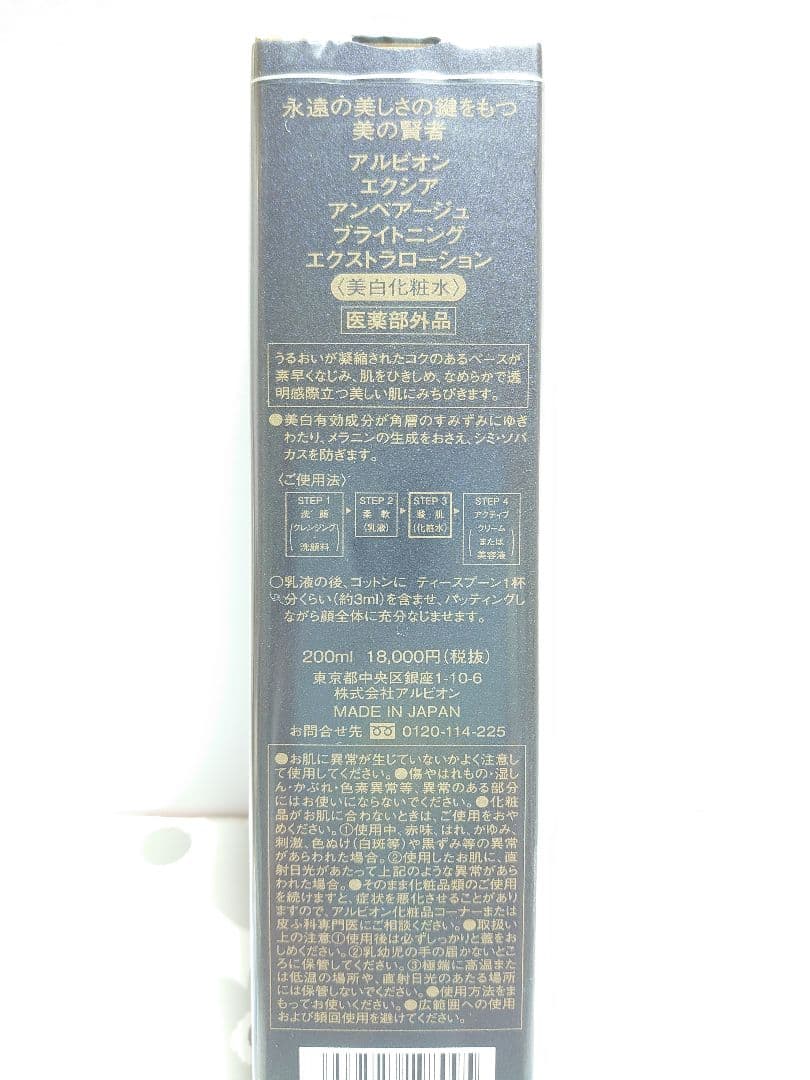 永遠の美しさの鍵をもつ
美の賢者
アルビオン
エクシア
アンベアージュ
ブライトニング
エクストラローション
〈美白化粧水〉
医薬部外品
うるおいが凝縮されたコクのあるベースが、
素早くなじみ、肌をひきしめ、なめらかで透
明感際立つ美しい肌にみちびきます。
●美白有効成分が角層のすみずみにゆき
わたり、メラニンの生成をおさえ、シミ・ソバ
カスを防ぎます。
〈ご使用法〉
STEP 1
洗顔
(クレンジング
洗顔料)
STEP 2
柔軟
(乳液)
STEP 3
凝肌
(化粧水)
STEP 4
アクティブ
(クリーム
または
美容液)
○乳液の後、コットンに ティースプーン1杯
分くらい(約3ml)を含ませ、パッティングし
ながら顔全体に充分なじませます。
200ml 18,000円(税抜)
東京都中央区銀座1-10-6
株式会社アルビオン
MADE IN JAPAN
お問合せ先 0120-114-225
●お肌に異常が生じていないかよく注意し
て使用してください。●傷やはれもの・湿し
ん・かぶれ・色素異常等、異常のある部分
にはお使いにならないでください。●化粧
品がお肌に合わないときは、ご使用をおや
めください。①使用中、赤味、はれ、かゆみ、
刺激、色ぬけ(白斑等)や黒ずみ等の異常
があらわれた場合。②使用したお肌に、直
射日光があたって上記のような異常があら
われた場合。●そのまま化粧品類のご使用
を続けますと、症状を悪化させることがあり
ますので、アルビオン化粧品コーナーまたは
皮ふ科専門医にご相談ください。●取扱い
上の注意①使用後は必ずしっかりと蓋をお
しめください。②乳幼児の手の届かないとこ
ろに保管してください。③極端に高温また
は低温の場所や、直射日光のあたる場所
には保管しないでください。●使用方法をま
もってお使いください。●広範囲への使用
および頻回使用を避けてください。